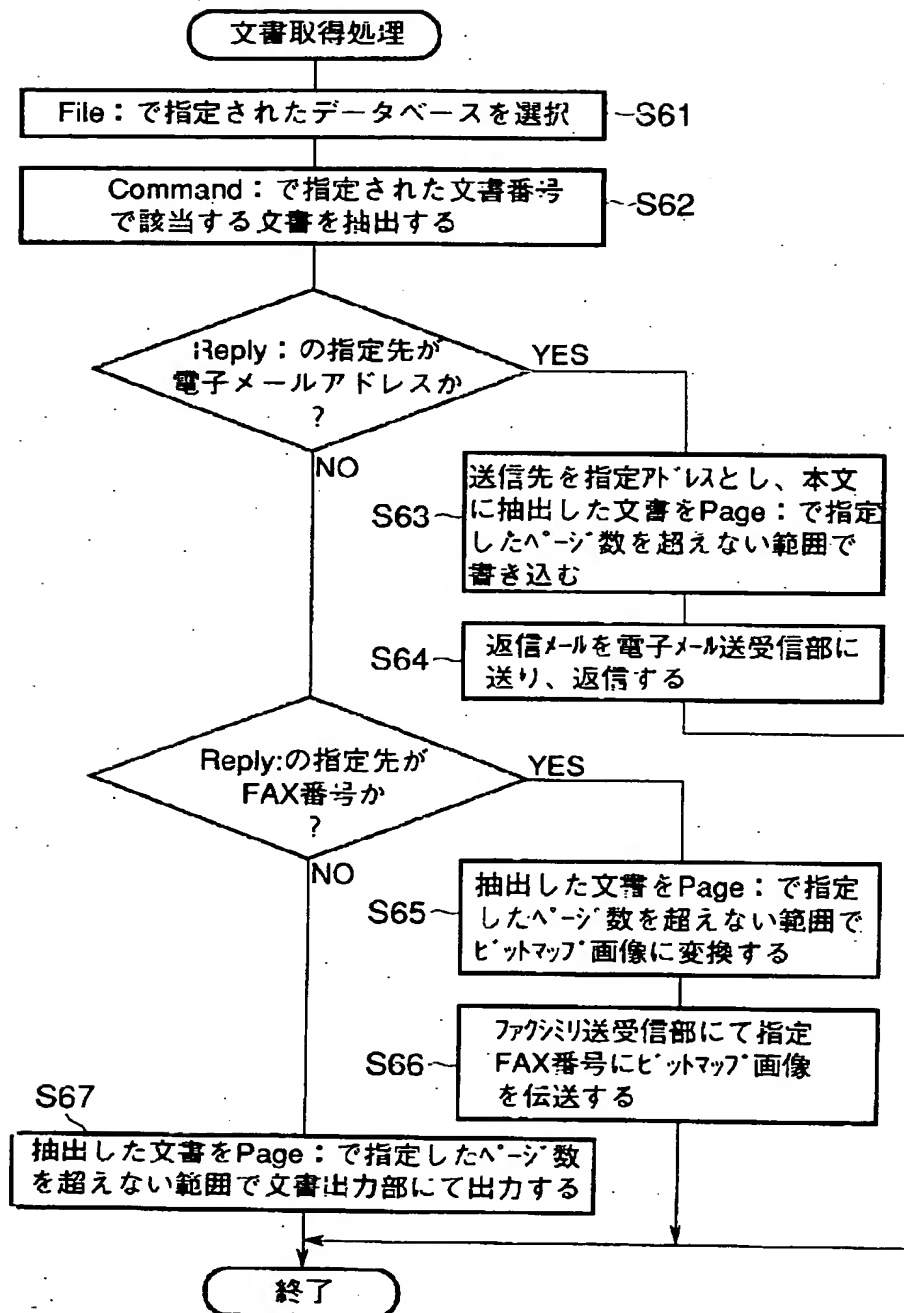 文書取得処理
File：で指定されたデータベースを選択
S61
Command：で指定された文書番号
で該当する文書を抽出する
S62
Reply：の指定先が
電子メールアドレスか
?
YES
NO
送信先を指定ｱﾄﾞﾚｽとし、本文
に抽出した文書をPage：で指定
したﾍﾟｰｼﾞ数を超えない範囲で
書き込む
S63
返信ﾒｰﾙを電子ﾒｰﾙ送受信部に
送り、返信する
S64
Reply:の指定先が
FAX番号か
?
YES
NO
抽出した文書をPage：で指定
したﾍﾟｰｼﾞ数を超えない範囲で
ﾋﾞｯﾄﾏｯﾌﾟ画像に変換する
S65
ﾌｧｸｼﾐﾘ送受信部にて指定
FAX番号にﾋﾞｯﾄﾏｯﾌﾟ画像
を伝送する
S66
S67
抽出した文書をPage：で指定したﾍﾟｰｼﾞ数
を超えない範囲で文書出力部にて出力する
終了